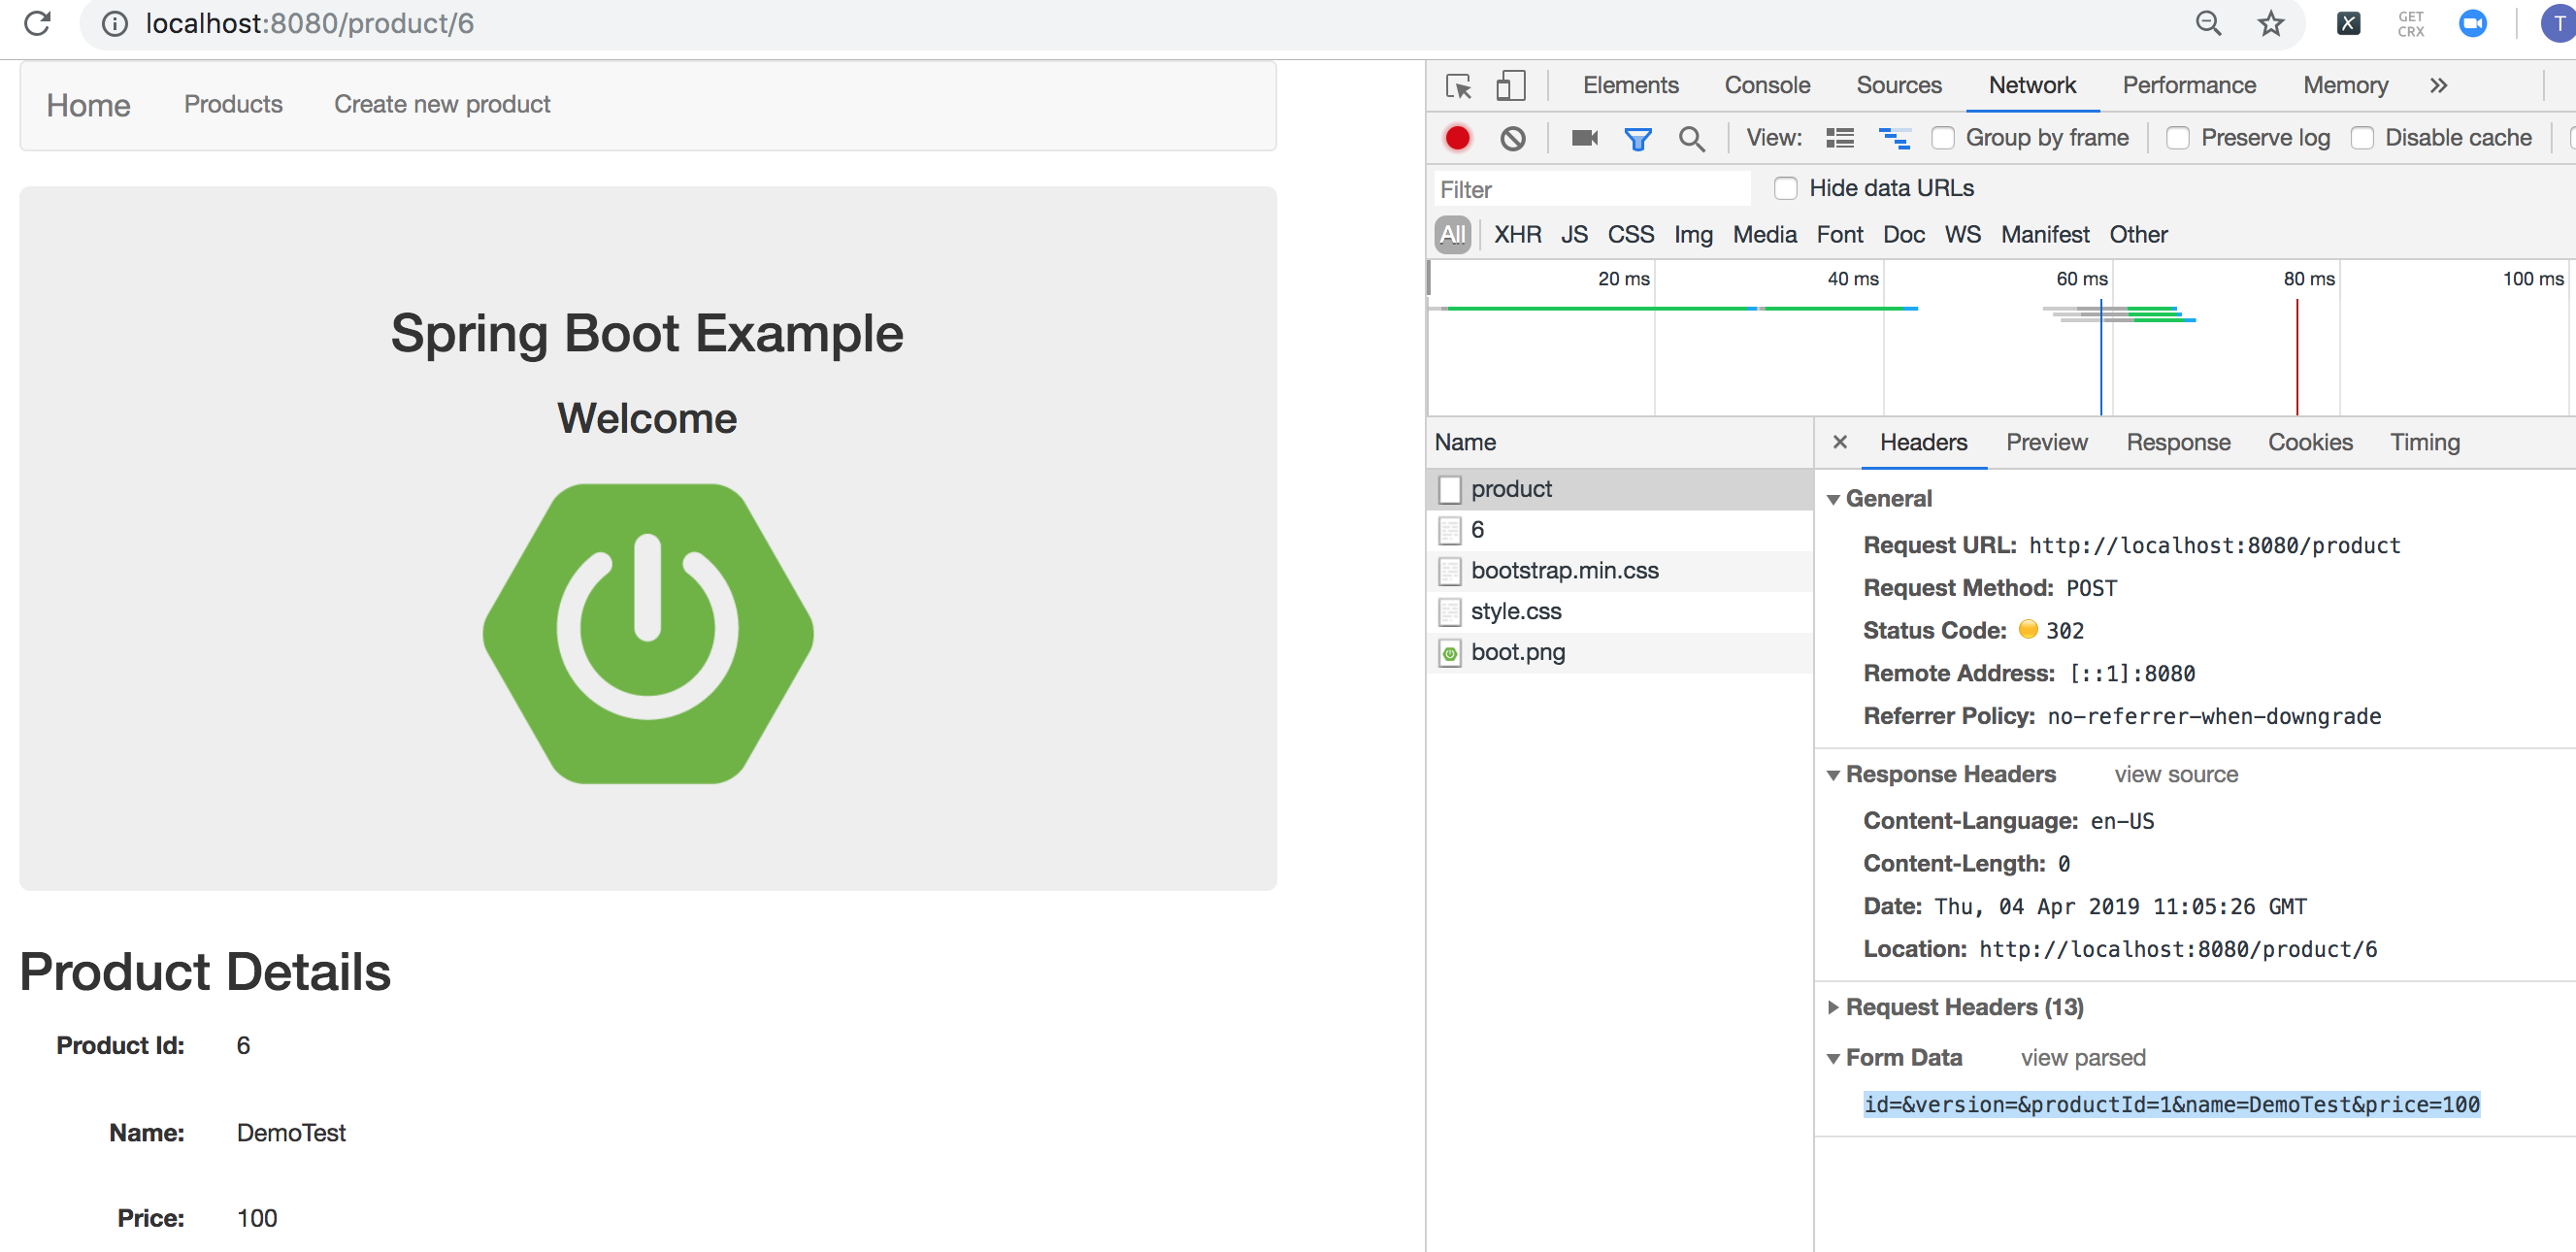 localhost:8080/product/6
GET
CRX
T
Home Products Create new product
Spring Boot Example
Welcome
Product Details
Product Id: 6
Name: DemoTest
Price: 100
Elements Console Sources Network Performance Memory »
View: Group by frame Preserve log Disable cache
Filter Hide data URLs
All XHR JS CSS Img Media Font Doc WS Manifest Other
20 ms 40 ms 60 ms 80 ms 100 ms
Name
product
6
bootstrap.min.css
style.css
boot.png
× Headers Preview Response Cookies Timing
General
Request URL: http://localhost:8080/product
Request Method: POST
Status Code: 302
Remote Address: [::1]:8080
Referrer Policy: no-referrer-when-downgrade
Response Headers view source
Content-Language: en-US
Content-Length: 0
Date: Thu, 04 Apr 2019 11:05:26 GMT
Location: http://localhost:8080/product/6
Request Headers (13)
Form Data view parsed
id=&version=&productId=1&name=DemoTest&price=100